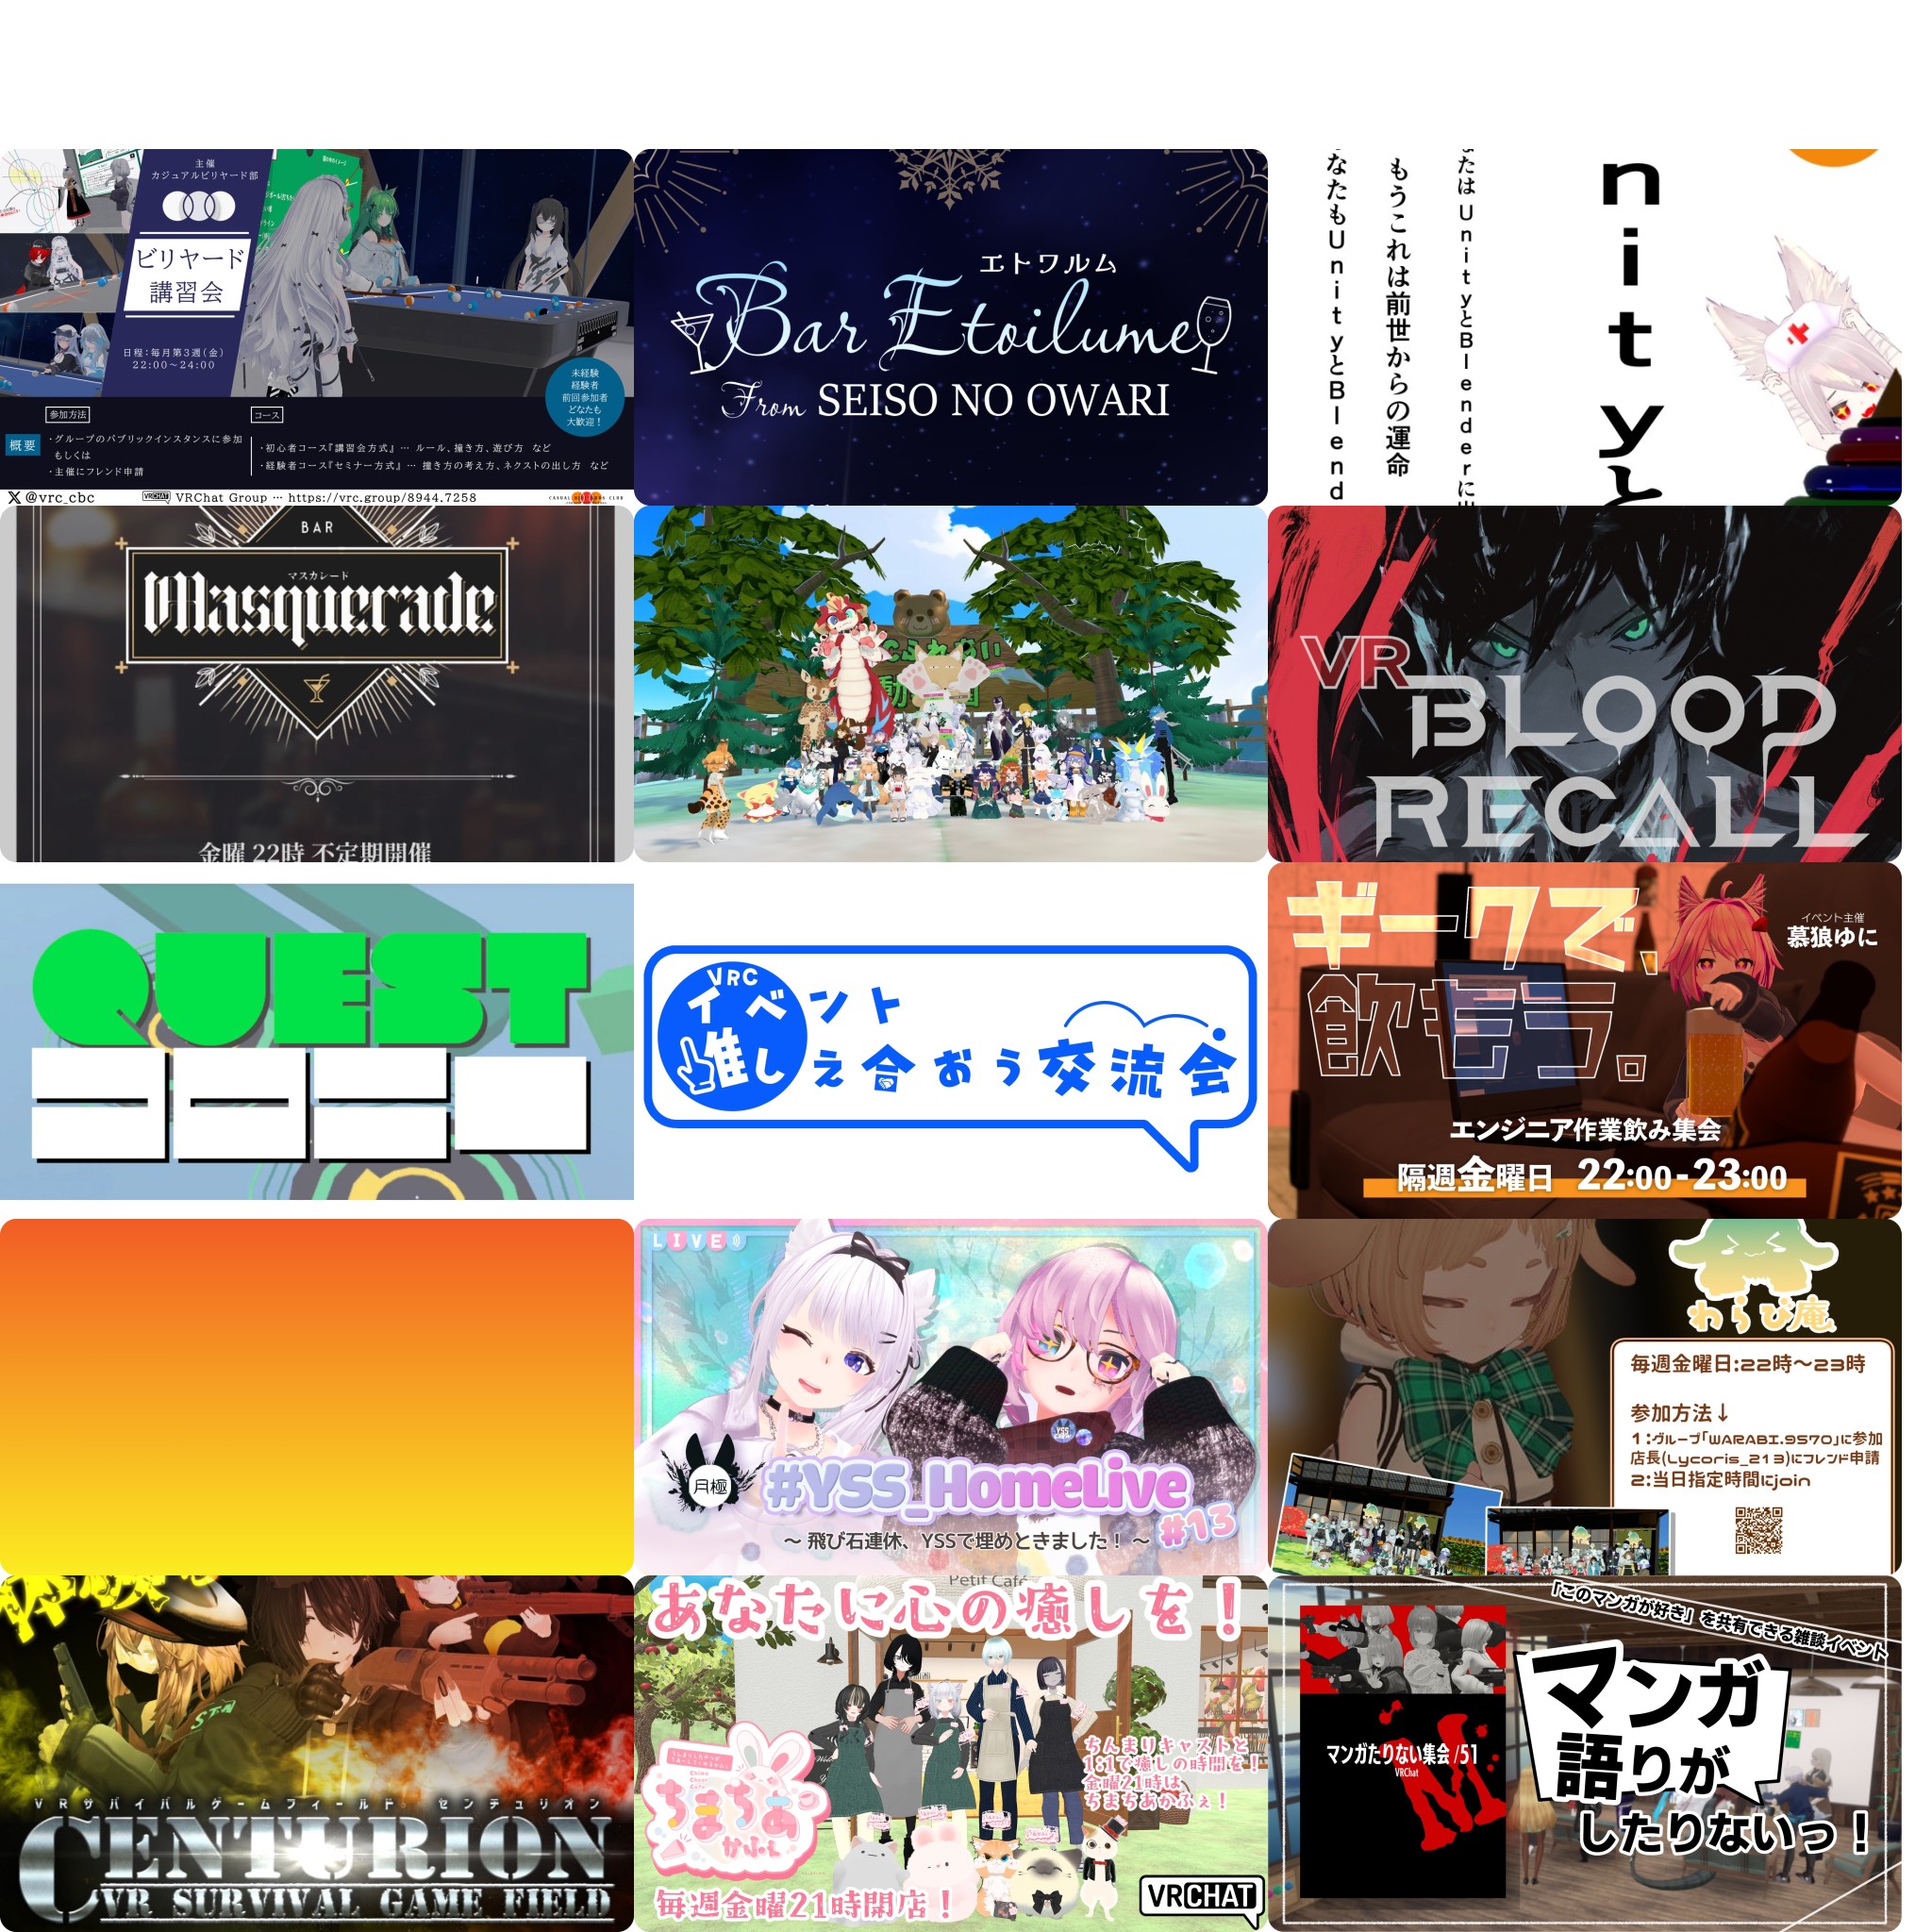 主催
カジュアルビリヤード部
ビリヤード
講習会
日程:毎月第3週(金)
22:00〜24:00
未経験
経験者
前回参加者
どなたも
大歓迎!
参加方法
コース
概要
・グループのパブリックインスタンスに参加
もしくは
・主催にフレンド申請
・初心者コース『講習会方式』… ルール、撞き方、遊び方 など
・経験者コース『セミナー方式』… 撞き方の考え方、ネクストの出し方 など
@vrc_cbc
VRCHAT VRChat Group … https://vrc.group/8944.7258
エトワルム
Bar Etoilume
From SEISO NO OWARI
nityと
たはUnityとBlenderに
もうこれは前世からの運命
なたもUnityとBlend
BAR
マスカレード
Masquerade
金曜 22時 不定期開催
VR
BLOOD
RECALL
QUEST
コロニー
VRC
イベント
推し え合おう交流会
ギークで、
飲もう。
イベント主催
慕狼ゆに
エンジニア作業飲み集会
隔週金曜日 22:00-23:00
LIVE
月極
#YSS_HomeLive
#13
〜 飛び石連休、YSSで埋めときました! 〜
わらび庵
毎週金曜日:22時〜23時
参加方法↓
1:グループ「WARABI.9570」に参加
店長(Lycoris_213)にフレンド申請
2:当日指定時間にjoin
VRサバイバルゲームフィールド センチュリオン
CENTURION
VR SURVIVAL GAME FIELD
Petit Café
あなたに心の癒しを!
ちまちあ
かふぇ
ちんまりキャストと
1:1で癒しの時間を!
金曜21時は
ちまちあかふぇ!
毎週金曜21時開店!
VRCHAT
「このマンガが好き」を共有できる雑談イベント
マンガ
語りが
したりないっ!
マンガたりない集会 /51
VRChat